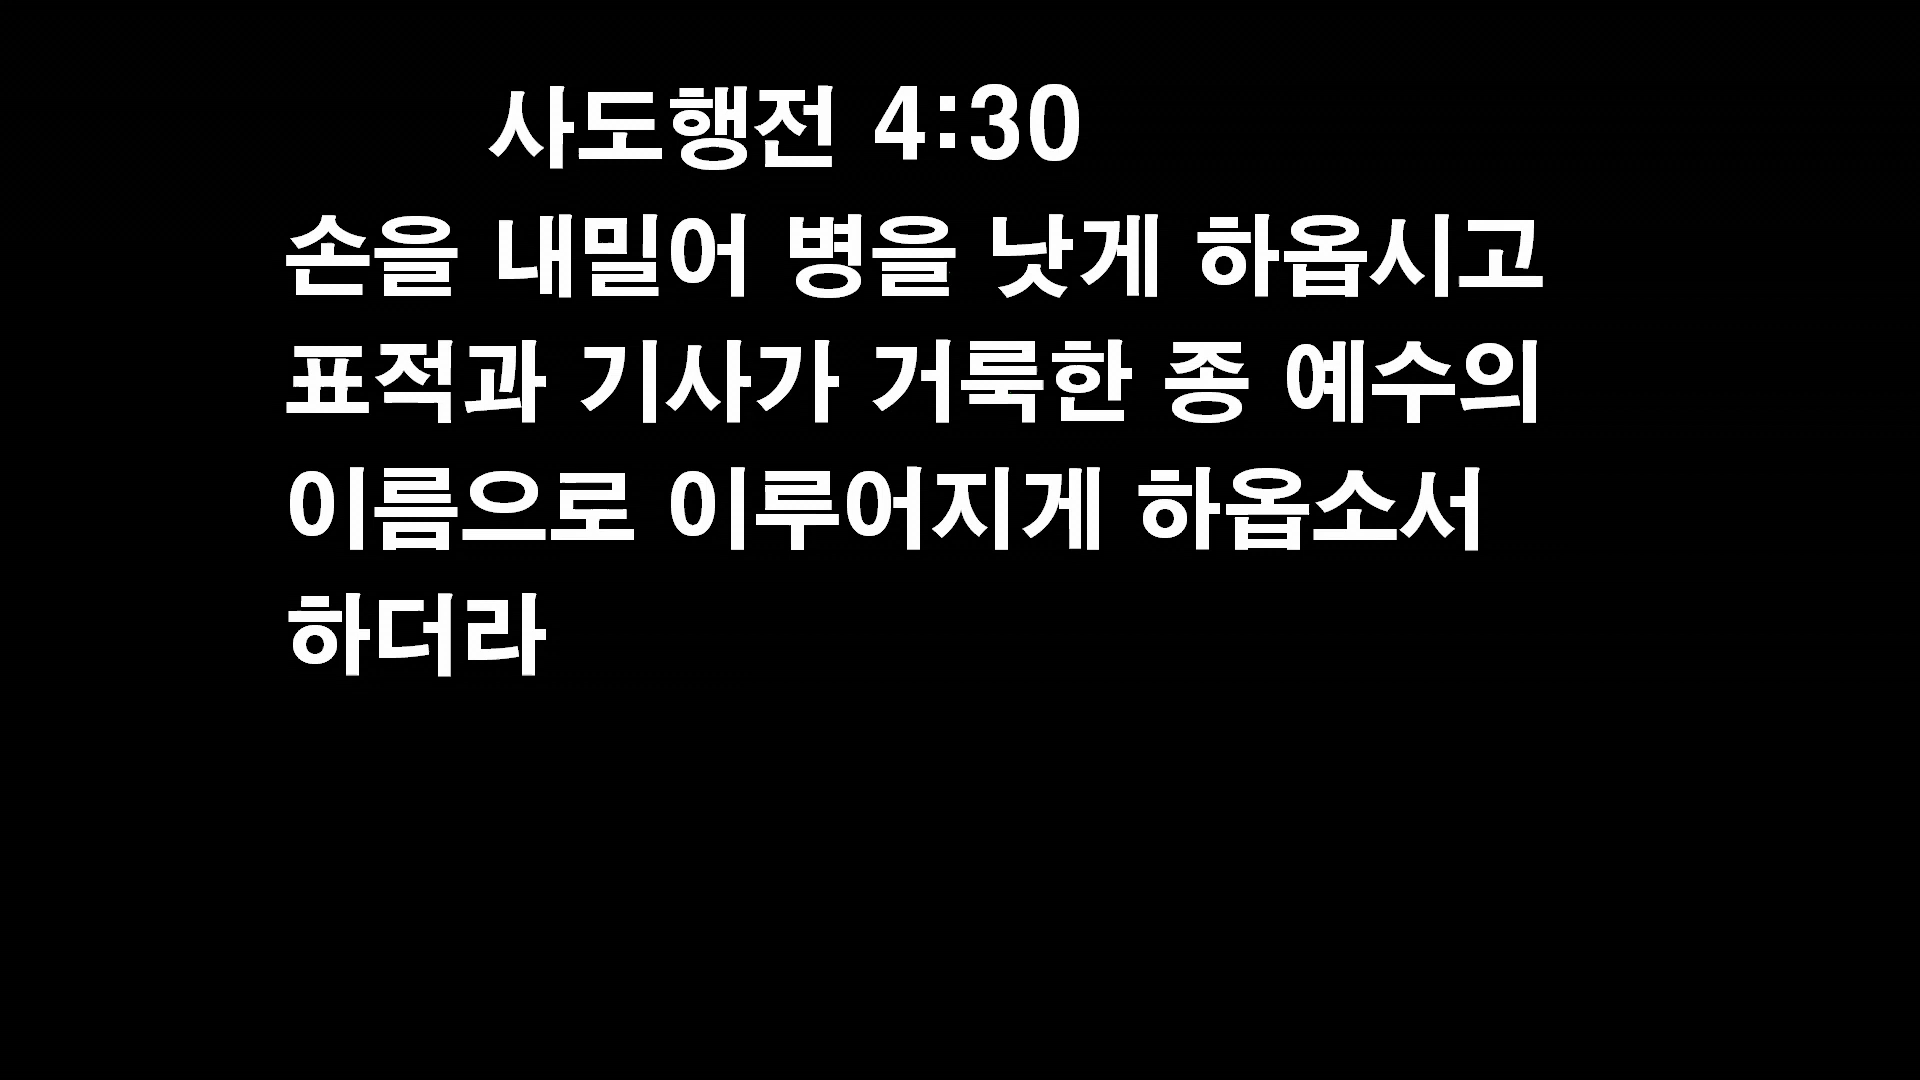 사도행전 4:30
손을 내밀어 병을 낫게 하옵시고
표적과 기사가 거룩한 종 예수의
이름으로 이루어지게 하옵소서
하더라